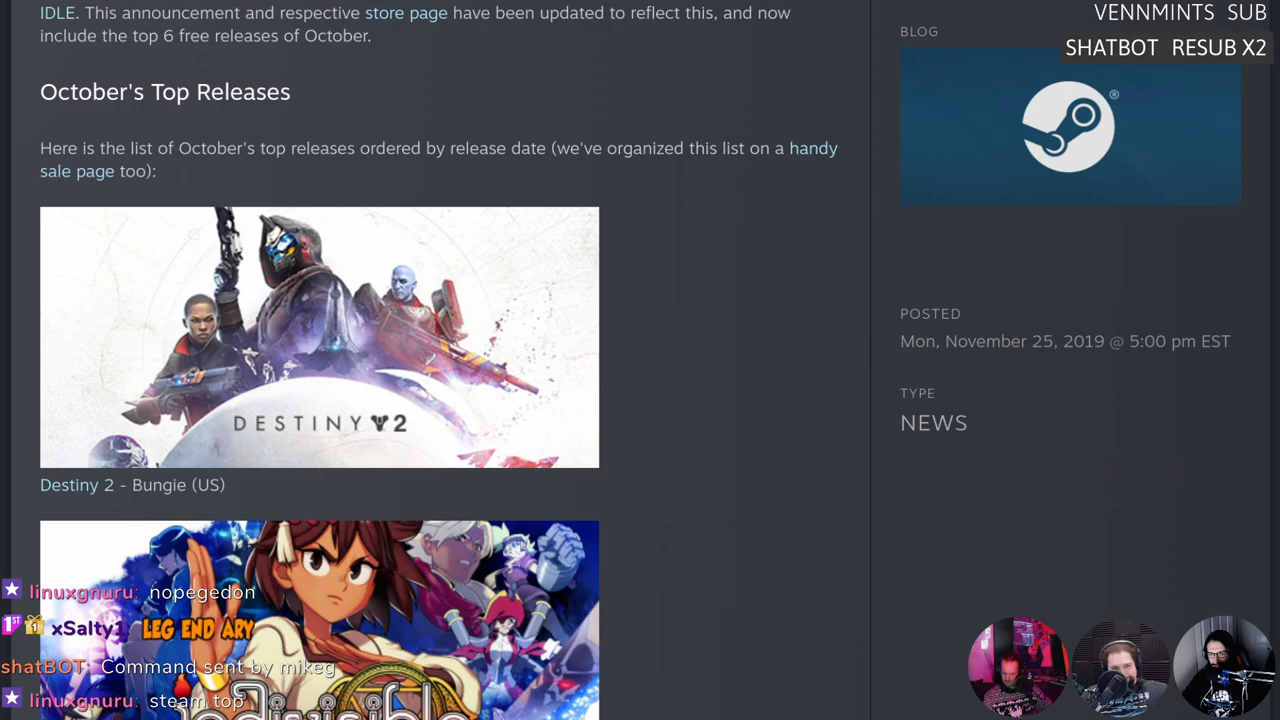 IDLE. This announcement and respective store page have been updated to reflect this, and now
include the top 6 free releases of October.
October's Top Releases
Here is the list of October's top releases ordered by release date (we've organized this list on a handy
sale page too):
DESTINY 2
Destiny 2 - Bungie (US)
Indivisible
linuxgnuru: nopegedon
1ST 1 xSalty1: LEG END ARY
shatBOT: Command sent by mikeg
linuxgnuru: steam top
VENNMINTS SUB
SHATBOT RESUB X2
BLOG
®
POSTED
Mon, November 25, 2019 @ 5:00 pm EST
TYPE
NEWS